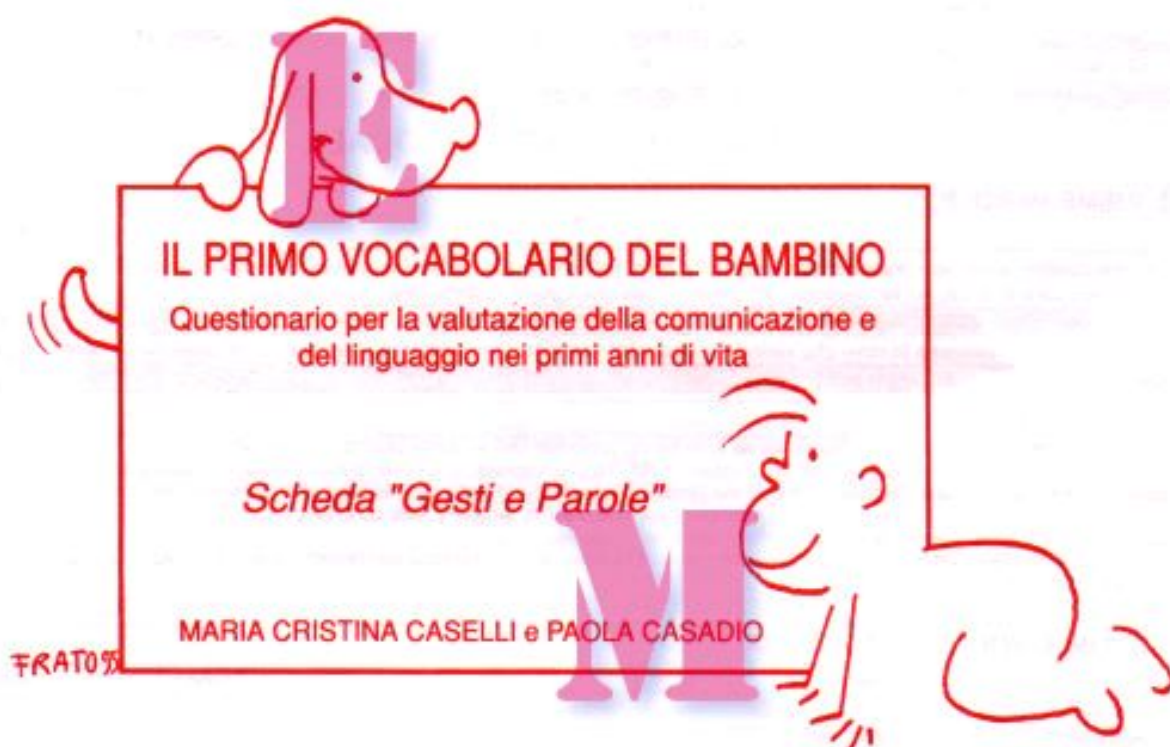 E
IL PRIMO VOCABOLARIO DEL BAMBINO
Questionario per la valutazione della comunicazione e
del linguaggio nei primi anni di vita
Scheda "Gesti e Parole"
M
MARIA CRISTINA CASELLI e PAOLA CASADIO
FRATO